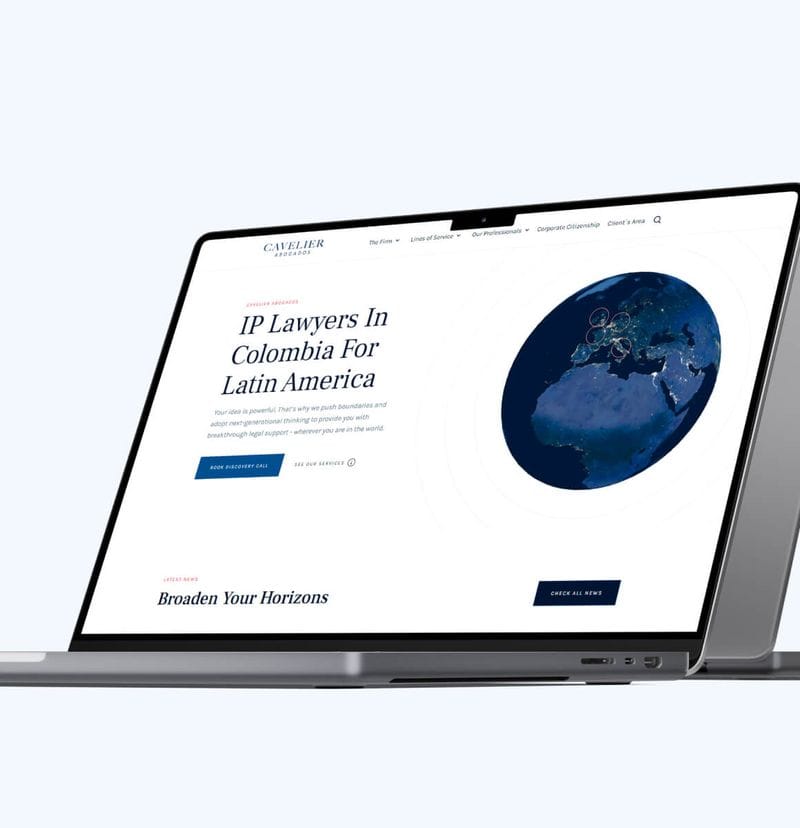 CAVELIER
ABOGADOS
The Firm
Lines of Service
Our Professionals
Corporate Citizenship
Client´s Area
CAVELIER ABOGADOS
IP Lawyers In
Colombia For
Latin America
Your idea is powerful. That's why we push boundaries and
adopt next-generational thinking to provide you with
breakthrough legal support - wherever you are in the world.
BOOK DISCOVERY CALL
SEE OUR SERVICES
LATEST NEWS
Broaden Your Horizons
CHECK ALL NEWS